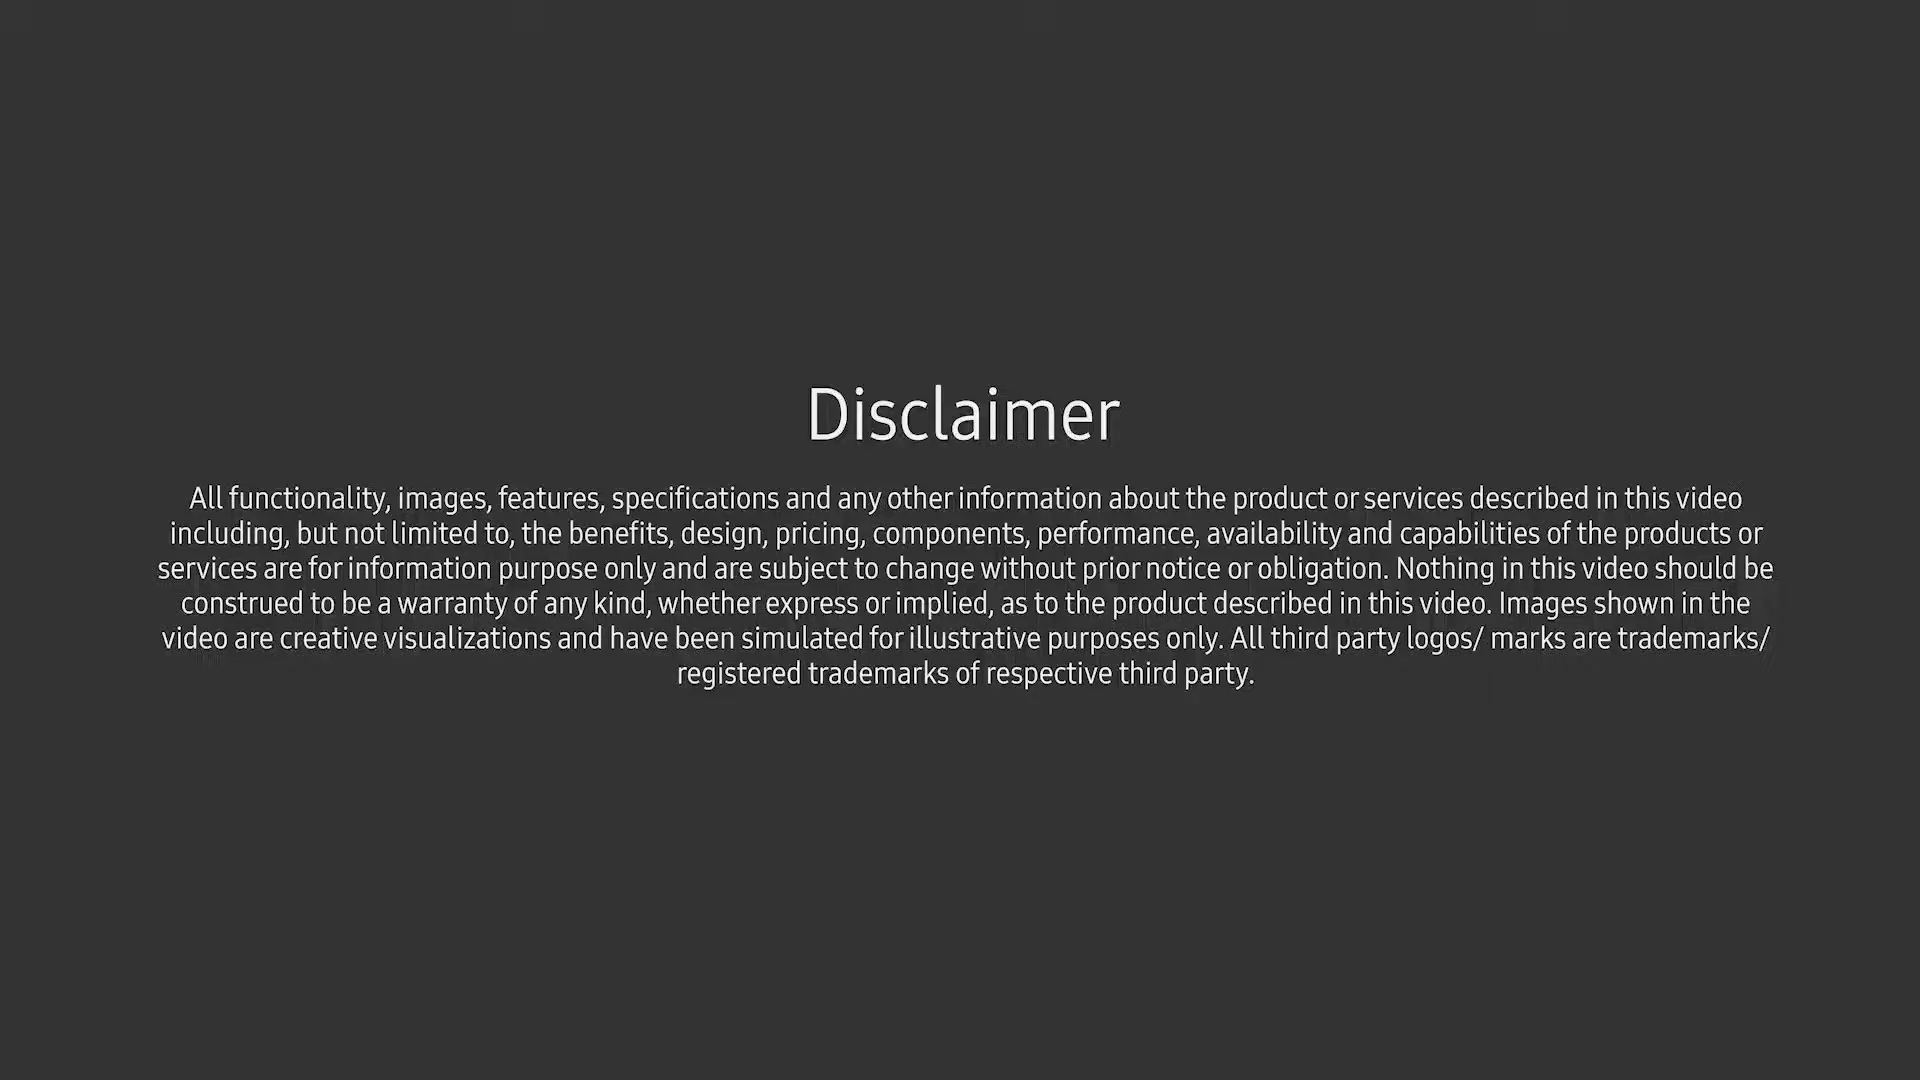 Disclaimer
All functionality, images, features, specifications and any other information about the product or services described in this video
including, but not limited to, the benefits, design, pricing, components, performance, availability and capabilities of the products or
services are for information purpose only and are subject to change without prior notice or obligation. Nothing in this video should be
construed to be a warranty of any kind, whether express or implied, as to the product described in this video. Images shown in the
video are creative visualizations and have been simulated for illustrative purposes only. All third party logos/ marks are trademarks/
registered trademarks of respective third party.